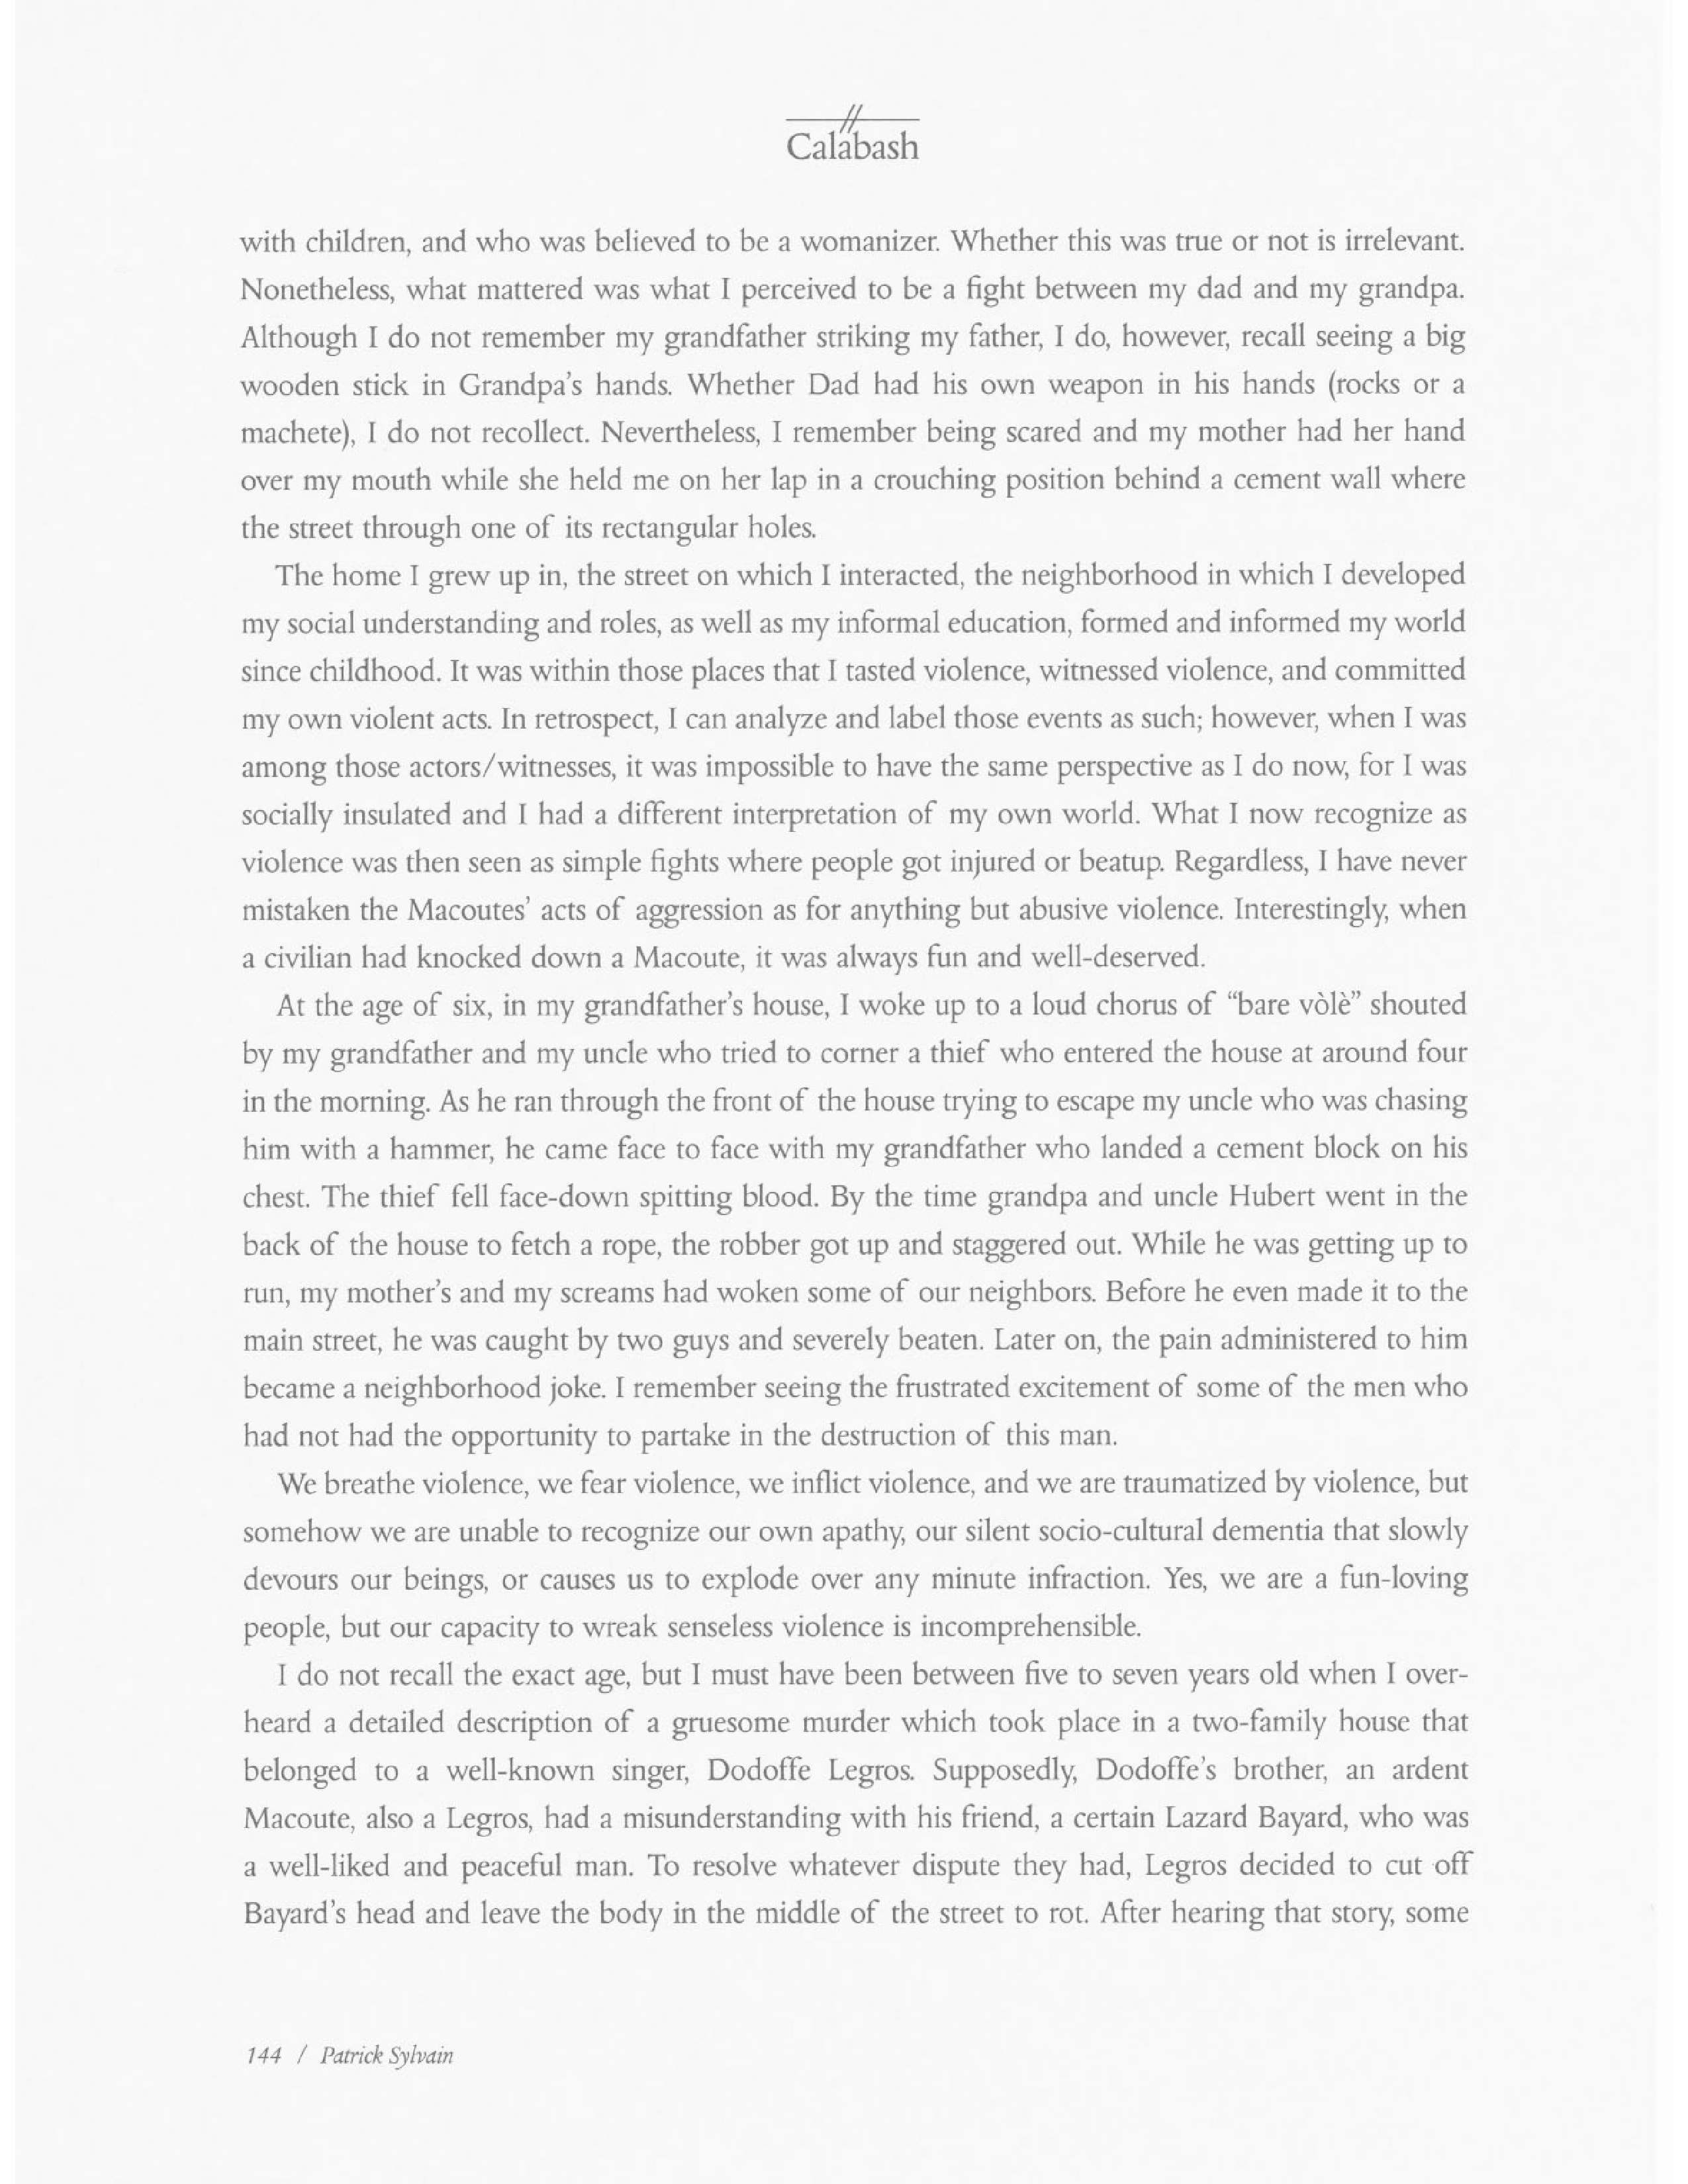 Calabash
with children, and who was believed to be a womanizer. Whether this was true or not is irrelevant.
Nonetheless, what mattered was what I perceived to be a fight between my dad and my grandpa.
Although I do not remember my grandfather striking my father, I do, however, recall seeing a big
wooden stick in Grandpa's hands. Whether Dad had his own weapon in his hands (rocks or a
machete), I do not recollect. Nevertheless, I remember being scared and my mother had her hand
over my mouth while she held me on her lap in a crouching position behind a cement wall where
the street through one of its rectangular holes.
The home I grew up in, the street on which I interacted, the neighborhood in which I developed
my social understanding and roles, as well as my informal education, formed and informed my world
since childhood. It was within those places that I tasted violence, witnessed violence, and committed
my own violent acts. In retrospect, I can analyze and label those events as such; however, when I was
among those actors/witnesses, it was impossible to have the same perspective as I do now, for I was
socially insulated and I had a different interpretation of my own world. What I now recognize as
violence was then seen as simple fights where people got injured or beatup. Regardless, I have never
mistaken the Macoutes' acts of aggression as for anything but abusive violence. Interestingly, when
a civilian had knocked down a Macoute, it was always fun and well-deserved.
At the age of six, in my grandfather's house, I woke up to a loud chorus of “bare vòlè” shouted
by my grandfather and my uncle who tried to corner a thief who entered the house at around four
in the morning. As he ran through the front of the house trying to escape my uncle who was chasing
him with a hammer, he came face to face with my grandfather who landed a cement block on his
chest. The thief fell face-down spitting blood. By the time grandpa and uncle Hubert went in the
back of the house to fetch a rope, the robber got up and staggered out. While he was getting up to
run, my mother's and my screams had woken some of our neighbors. Before he even made it to the
main street, he was caught by two guys and severely beaten. Later on, the pain administered to him
became a neighborhood joke. I remember seeing the frustrated excitement of some of the men who
had not had the opportunity to partake in the destruction of this man.
We breathe violence, we fear violence, we inflict violence, and we are traumatized by violence, but
somehow we are unable to recognize our own apathy, our silent socio-cultural dementia that slowly
devours our beings, or causes us to explode over any minute infraction. Yes, we are a fun-loving
people, but our capacity to wreak senseless violence is incomprehensible.
I do not recall the exact age, but I must have been between five to seven years old when I over-
heard a detailed description of a gruesome murder which took place in a two-family house that
belonged to a well-known singer, Dodoffe Legros. Supposedly, Dodoffe's brother, an ardent
Macoute, also a Legros, had a misunderstanding with his friend, a certain Lazard Bayard, who was
a well-liked and peaceful man. To resolve whatever dispute they had, Legros decided to cut off
Bayard's head and leave the body in the middle of the street to rot. After hearing that story, some
144 / Patrick Sylvain